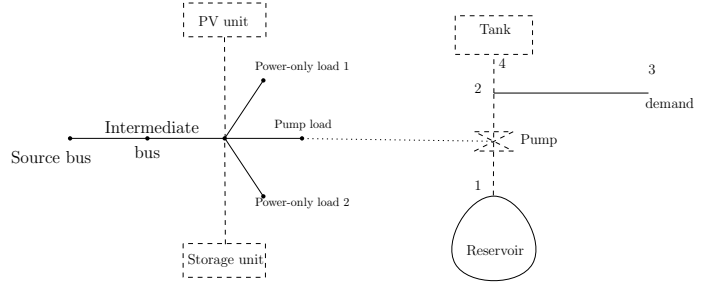 PV unit
Power-only load 1
Intermediate
bus
Source bus
Pump load
Power-only load 2
Storage unit
Tank
4
3
2
demand
Pump
1
Reservoir